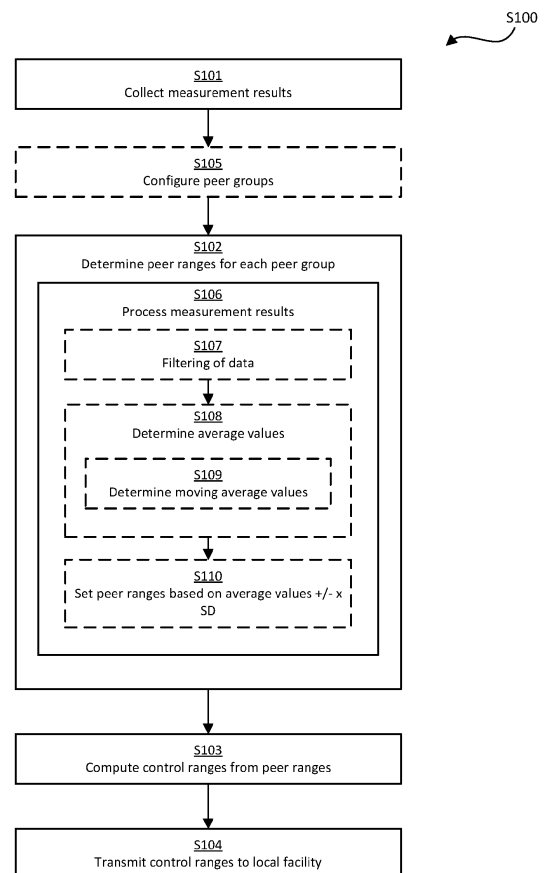 S100
S101
Collect measurement results
S105
Configure peer groups
S102
Determine peer ranges for each peer group
S106
Process measurement results
S107
Filtering of data
S108
Determine average values
S109
Determine moving average values
S110
Set peer ranges based on average values +/- x
SD
S103
Compute control ranges from peer ranges
S104
Transmit control ranges to local facility